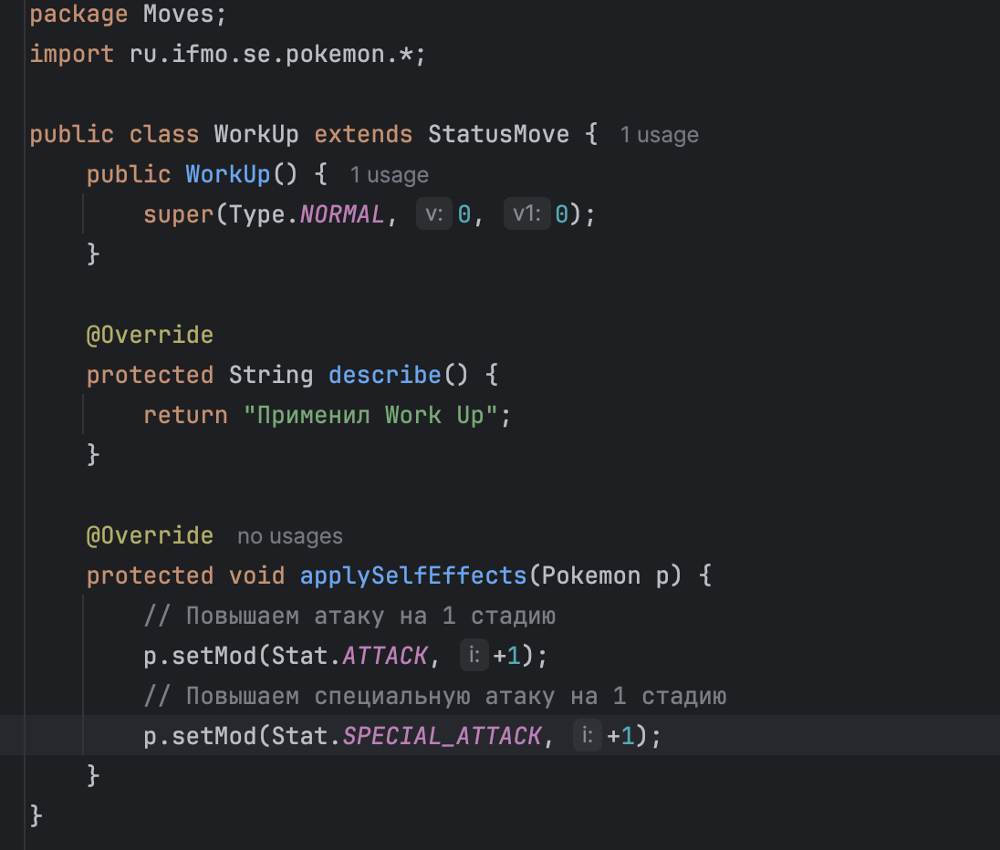 package Moves;
import ru.ifmo.se.pokemon.*;

public class WorkUp extends StatusMove {  1 usage
    public WorkUp() {  1 usage
        super(Type.NORMAL, v: 0, v1: 0);
    }

    @Override
    protected String describe() {
        return "Применил Work Up";
    }

    @Override  no usages
    protected void applySelfEffects(Pokemon p) {
        // Повышаем атаку на 1 стадию
        p.setMod(Stat.ATTACK, i: +1);
        // Повышаем специальную атаку на 1 стадию
        p.setMod(Stat.SPECIAL_ATTACK, i: +1);
    }
}